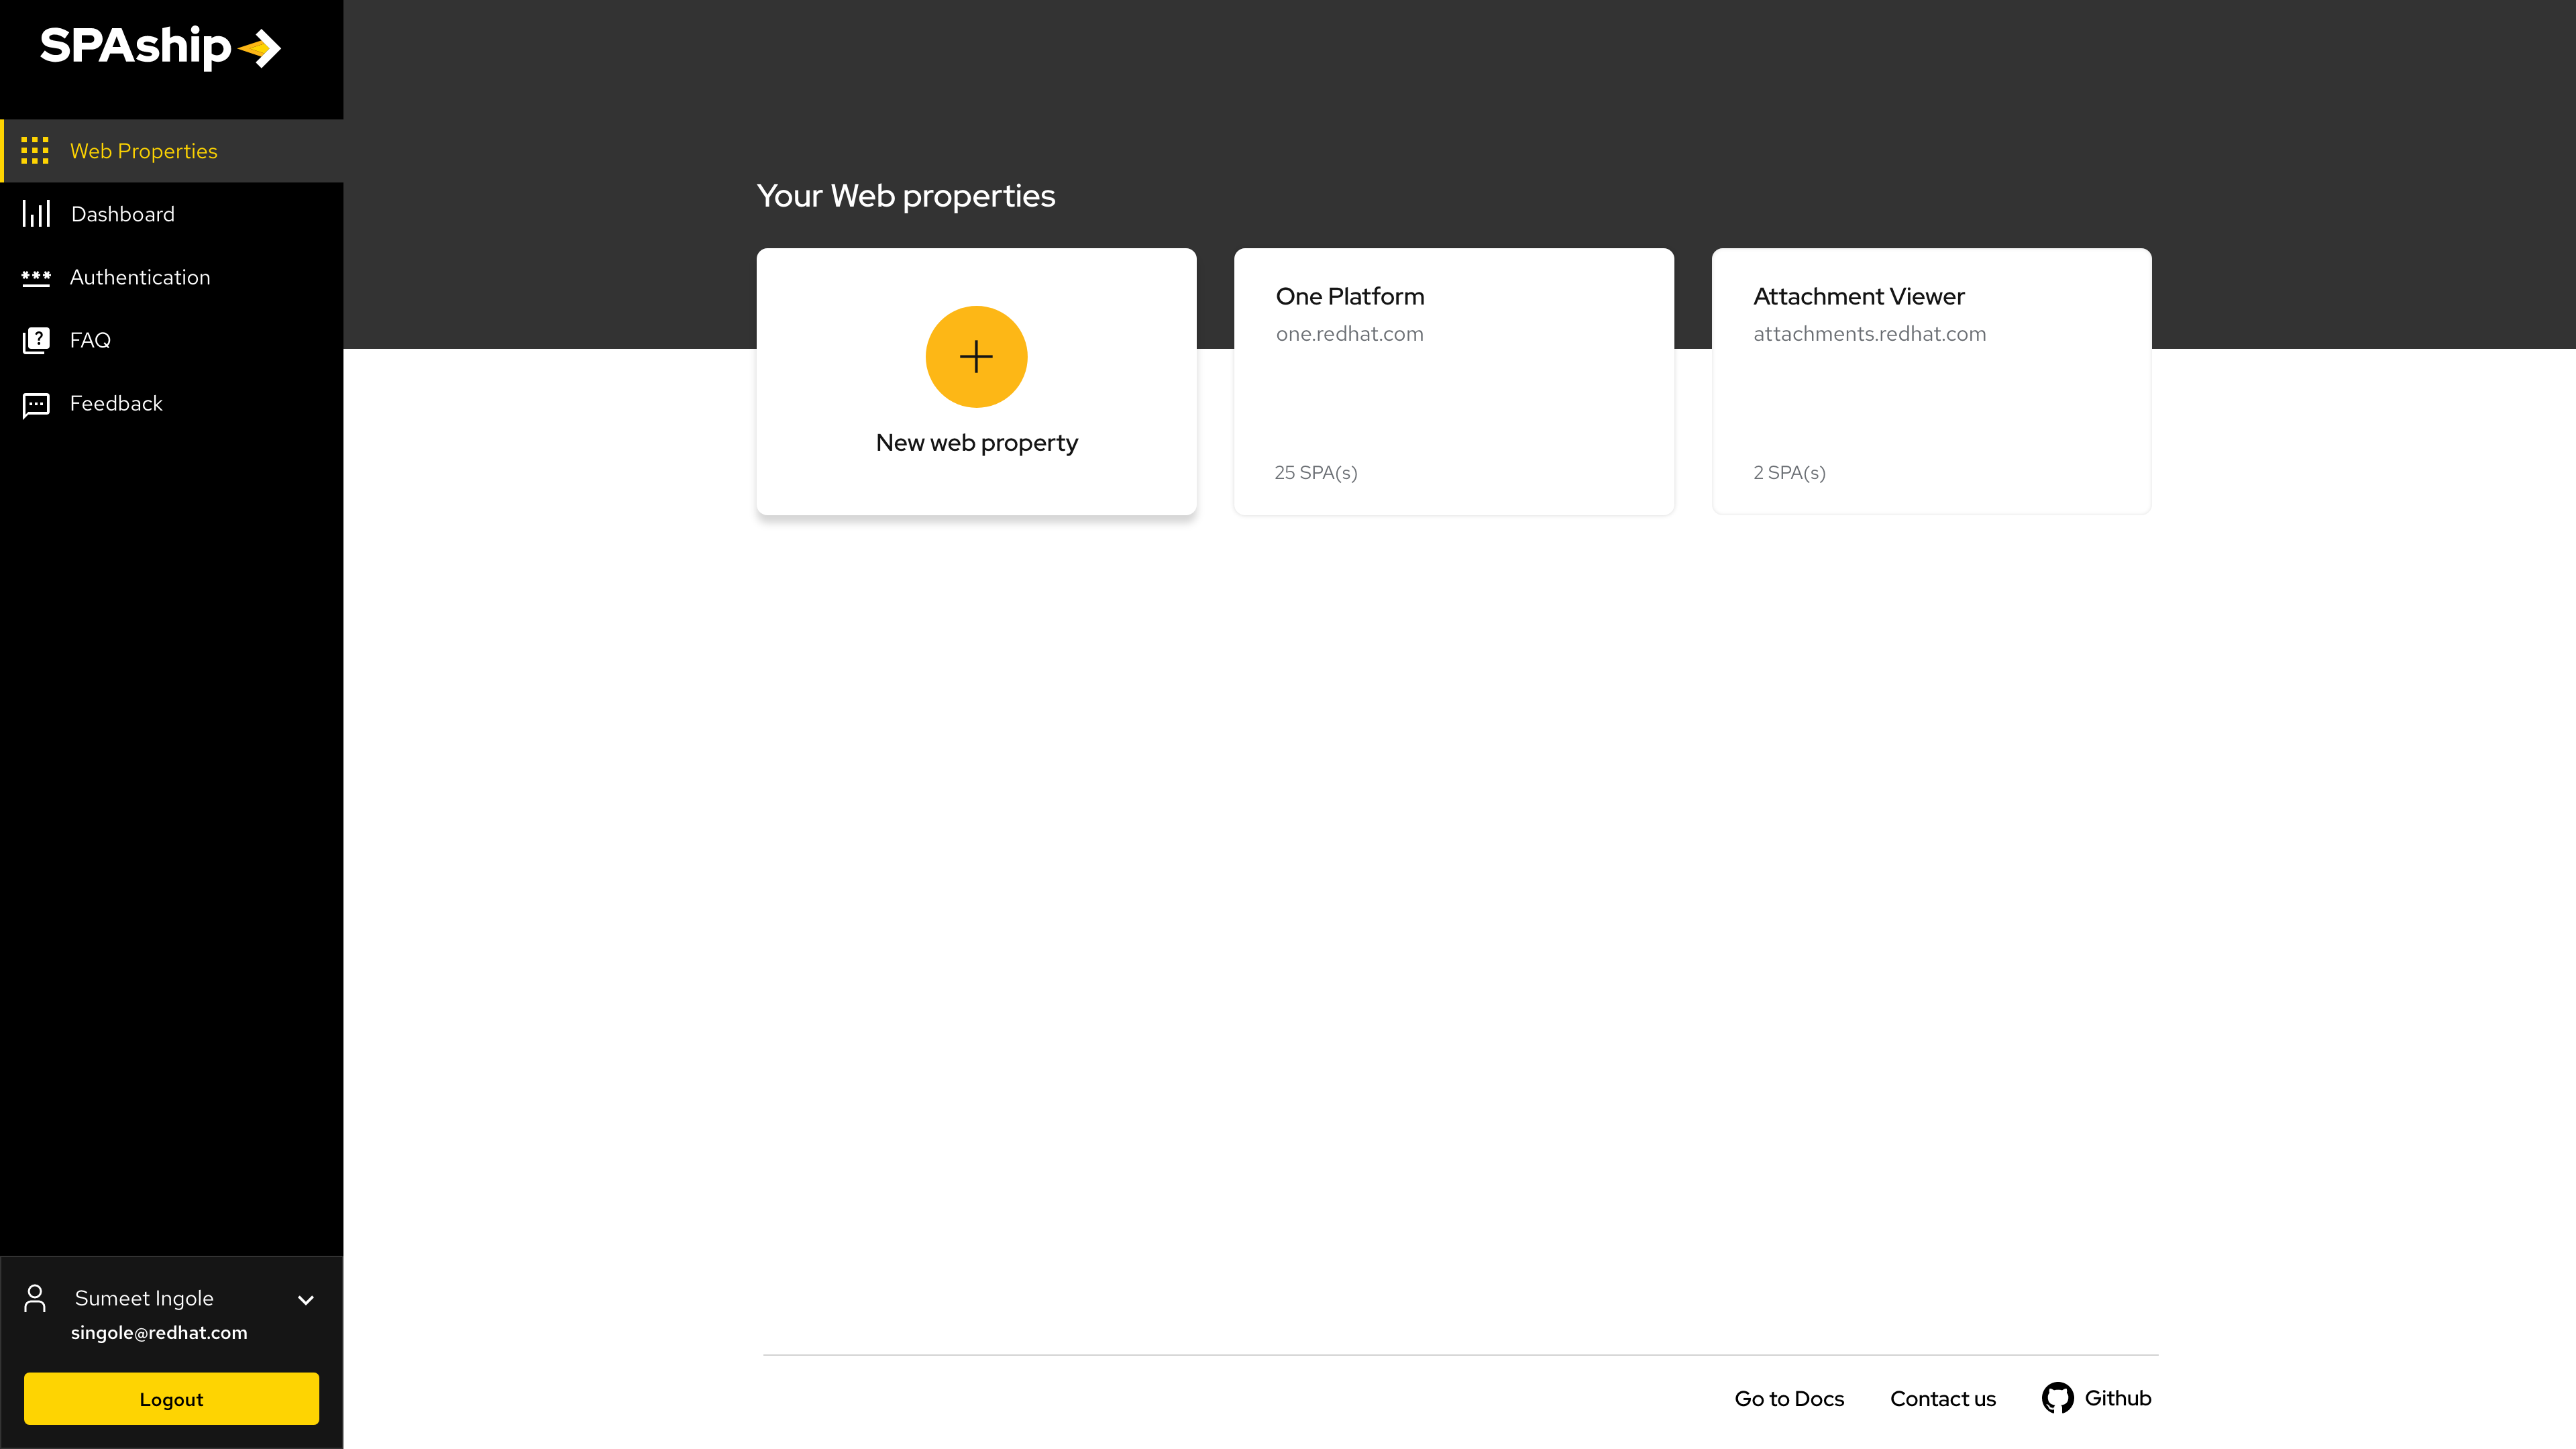 SPAship
Web Properties
Dashboard
Authentication
FAQ
Feedback
Sumeet Ingole
singole@redhat.com
Logout
Your Web properties
New web property
One Platform
one.redhat.com
25 SPA(s)
Attachment Viewer
attachments.redhat.com
2 SPA(s)
Go to Docs
Contact us
Github